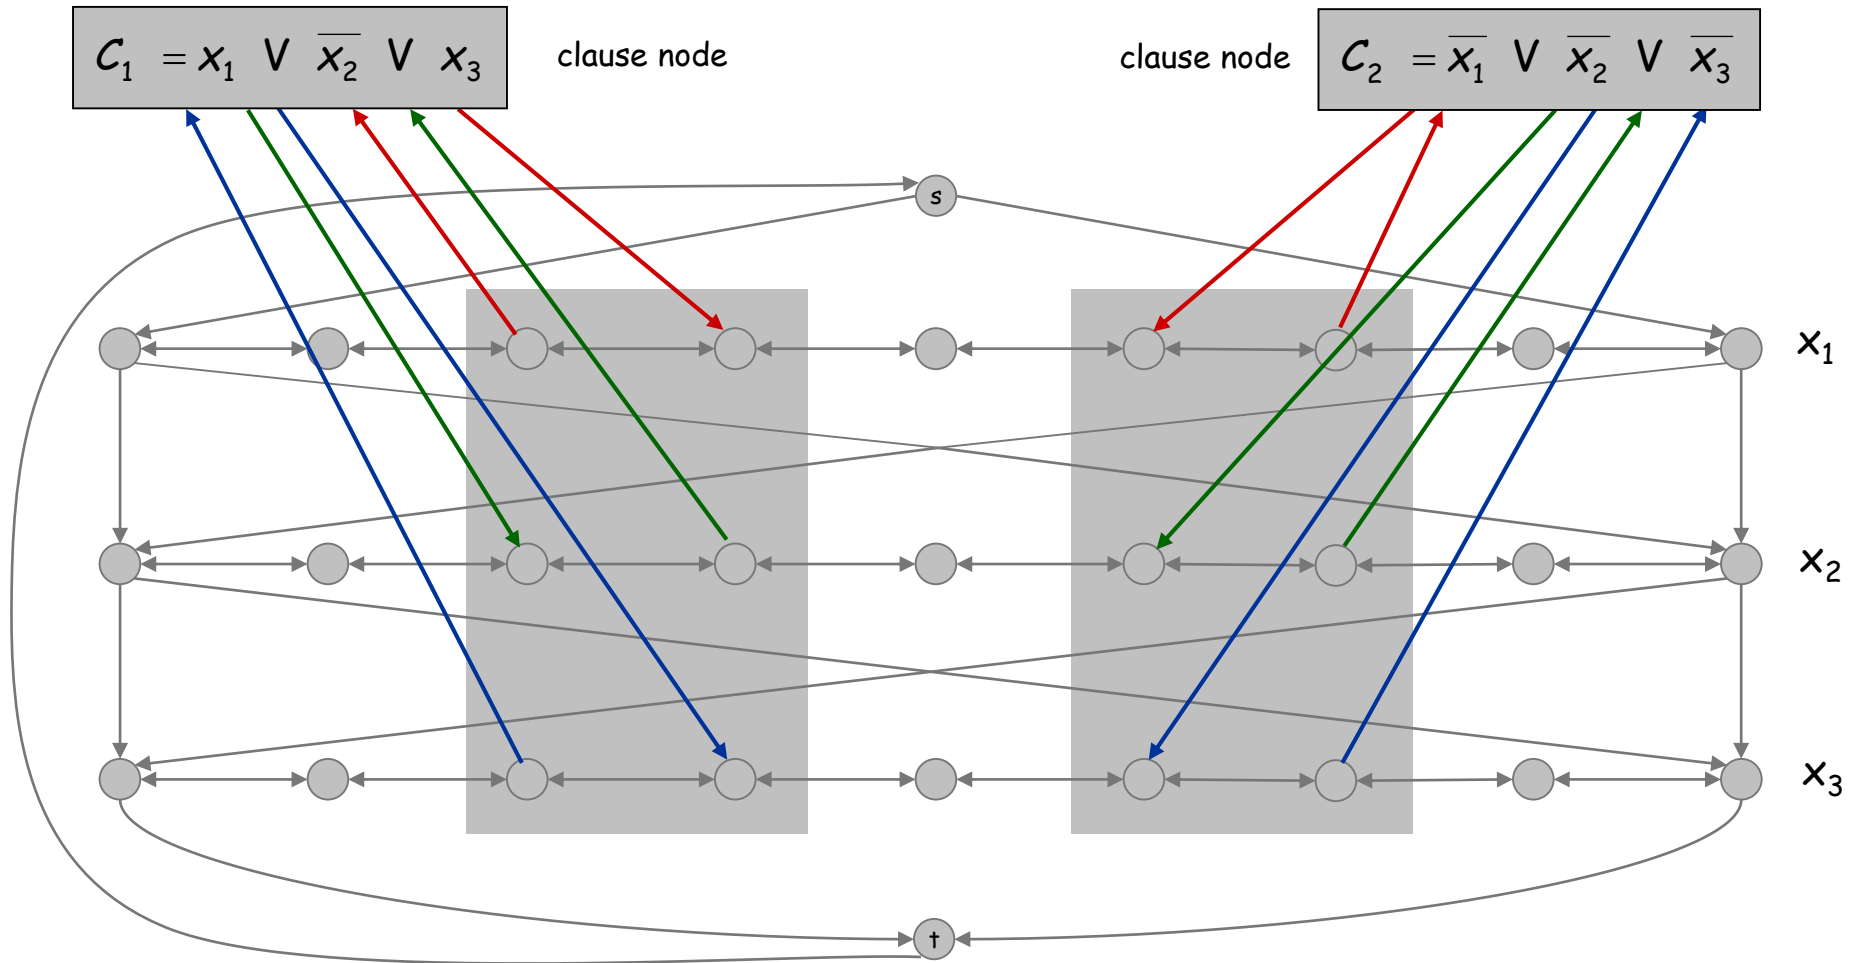 C₁ = x₁ V x̅₂ V x₃
clause node
clause node
C₂ = x̅₁ V x̅₂ V x̅₃
s
x₁
x₂
x₃
t